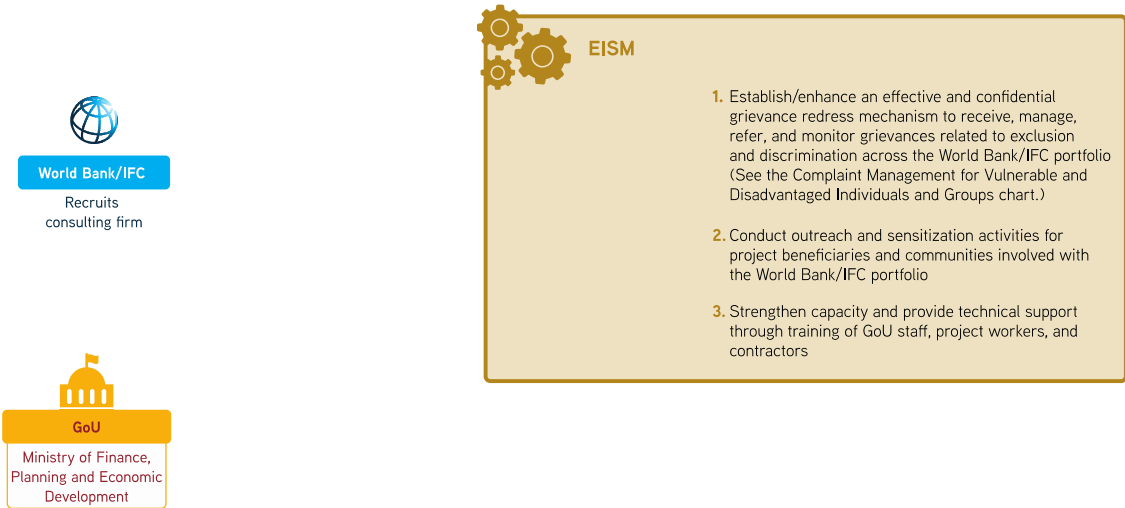 World Bank/IFC
Recruits
consulting firm
GoU
Ministry of Finance,
Planning and Economic
Development
EISM
1. Establish/enhance an effective and confidential
grievance redress mechanism to receive, manage,
refer, and monitor grievances related to exclusion
and discrimination across the World Bank/IFC portfolio
(See the Complaint Management for Vulnerable and
Disadvantaged Individuals and Groups chart.)
2. Conduct outreach and sensitization activities for
project beneficiaries and communities involved with
the World Bank/IFC portfolio
3. Strengthen capacity and provide technical support
through training of GoU staff, project workers, and
contractors